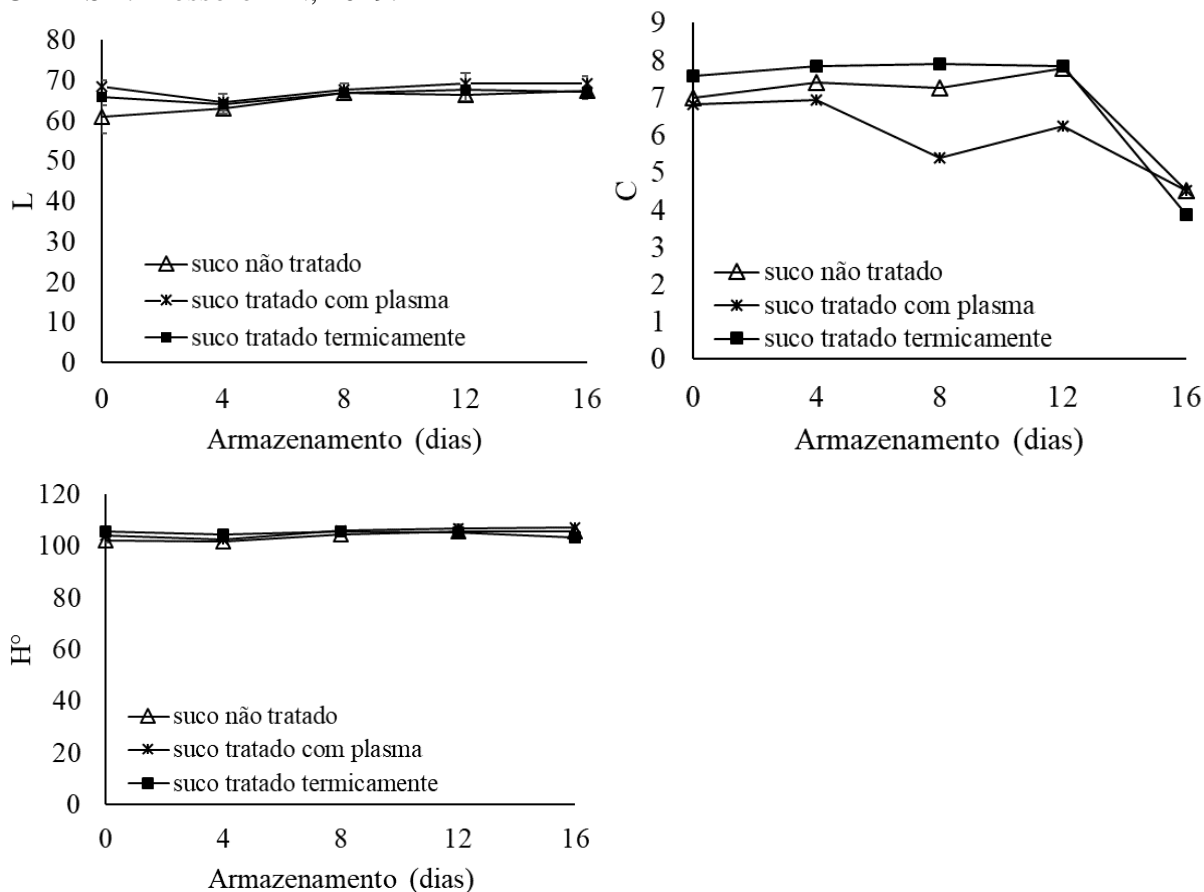 80
70
60
50
40
30
20
10
0
L
suco não tratado
suco tratado com plasma
suco tratado termicamente
0 4 8 12 16
Armazenamento (dias)
9
8
7
6
5
4
3
2
1
0
C
suco não tratado
suco tratado com plasma
suco tratado termicamente
0 4 8 12 16
Armazenamento (dias)
120
100
80
60
40
20
0
H°
suco não tratado
suco tratado com plasma
suco tratado termicamente
0 4 8 12 16
Armazenamento (dias)